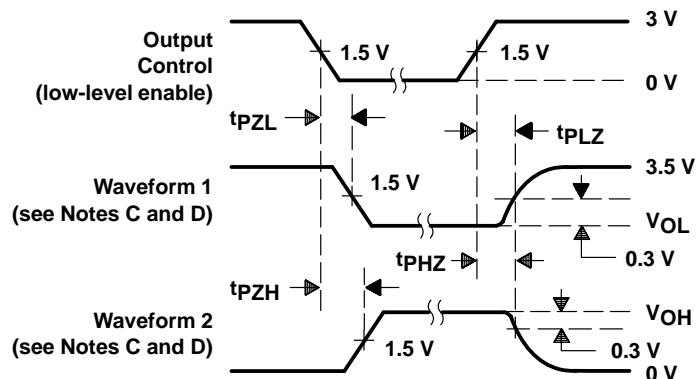 Output
Control
(low-level enable)
1.5 V
1.5 V
3 V
0 V
tPZL
tPLZ
Waveform 1
(see Notes C and D)
1.5 V
3.5 V
VOL
0.3 V
tPHZ
tPZH
Waveform 2
(see Notes C and D)
1.5 V
VOH
0.3 V
0 V